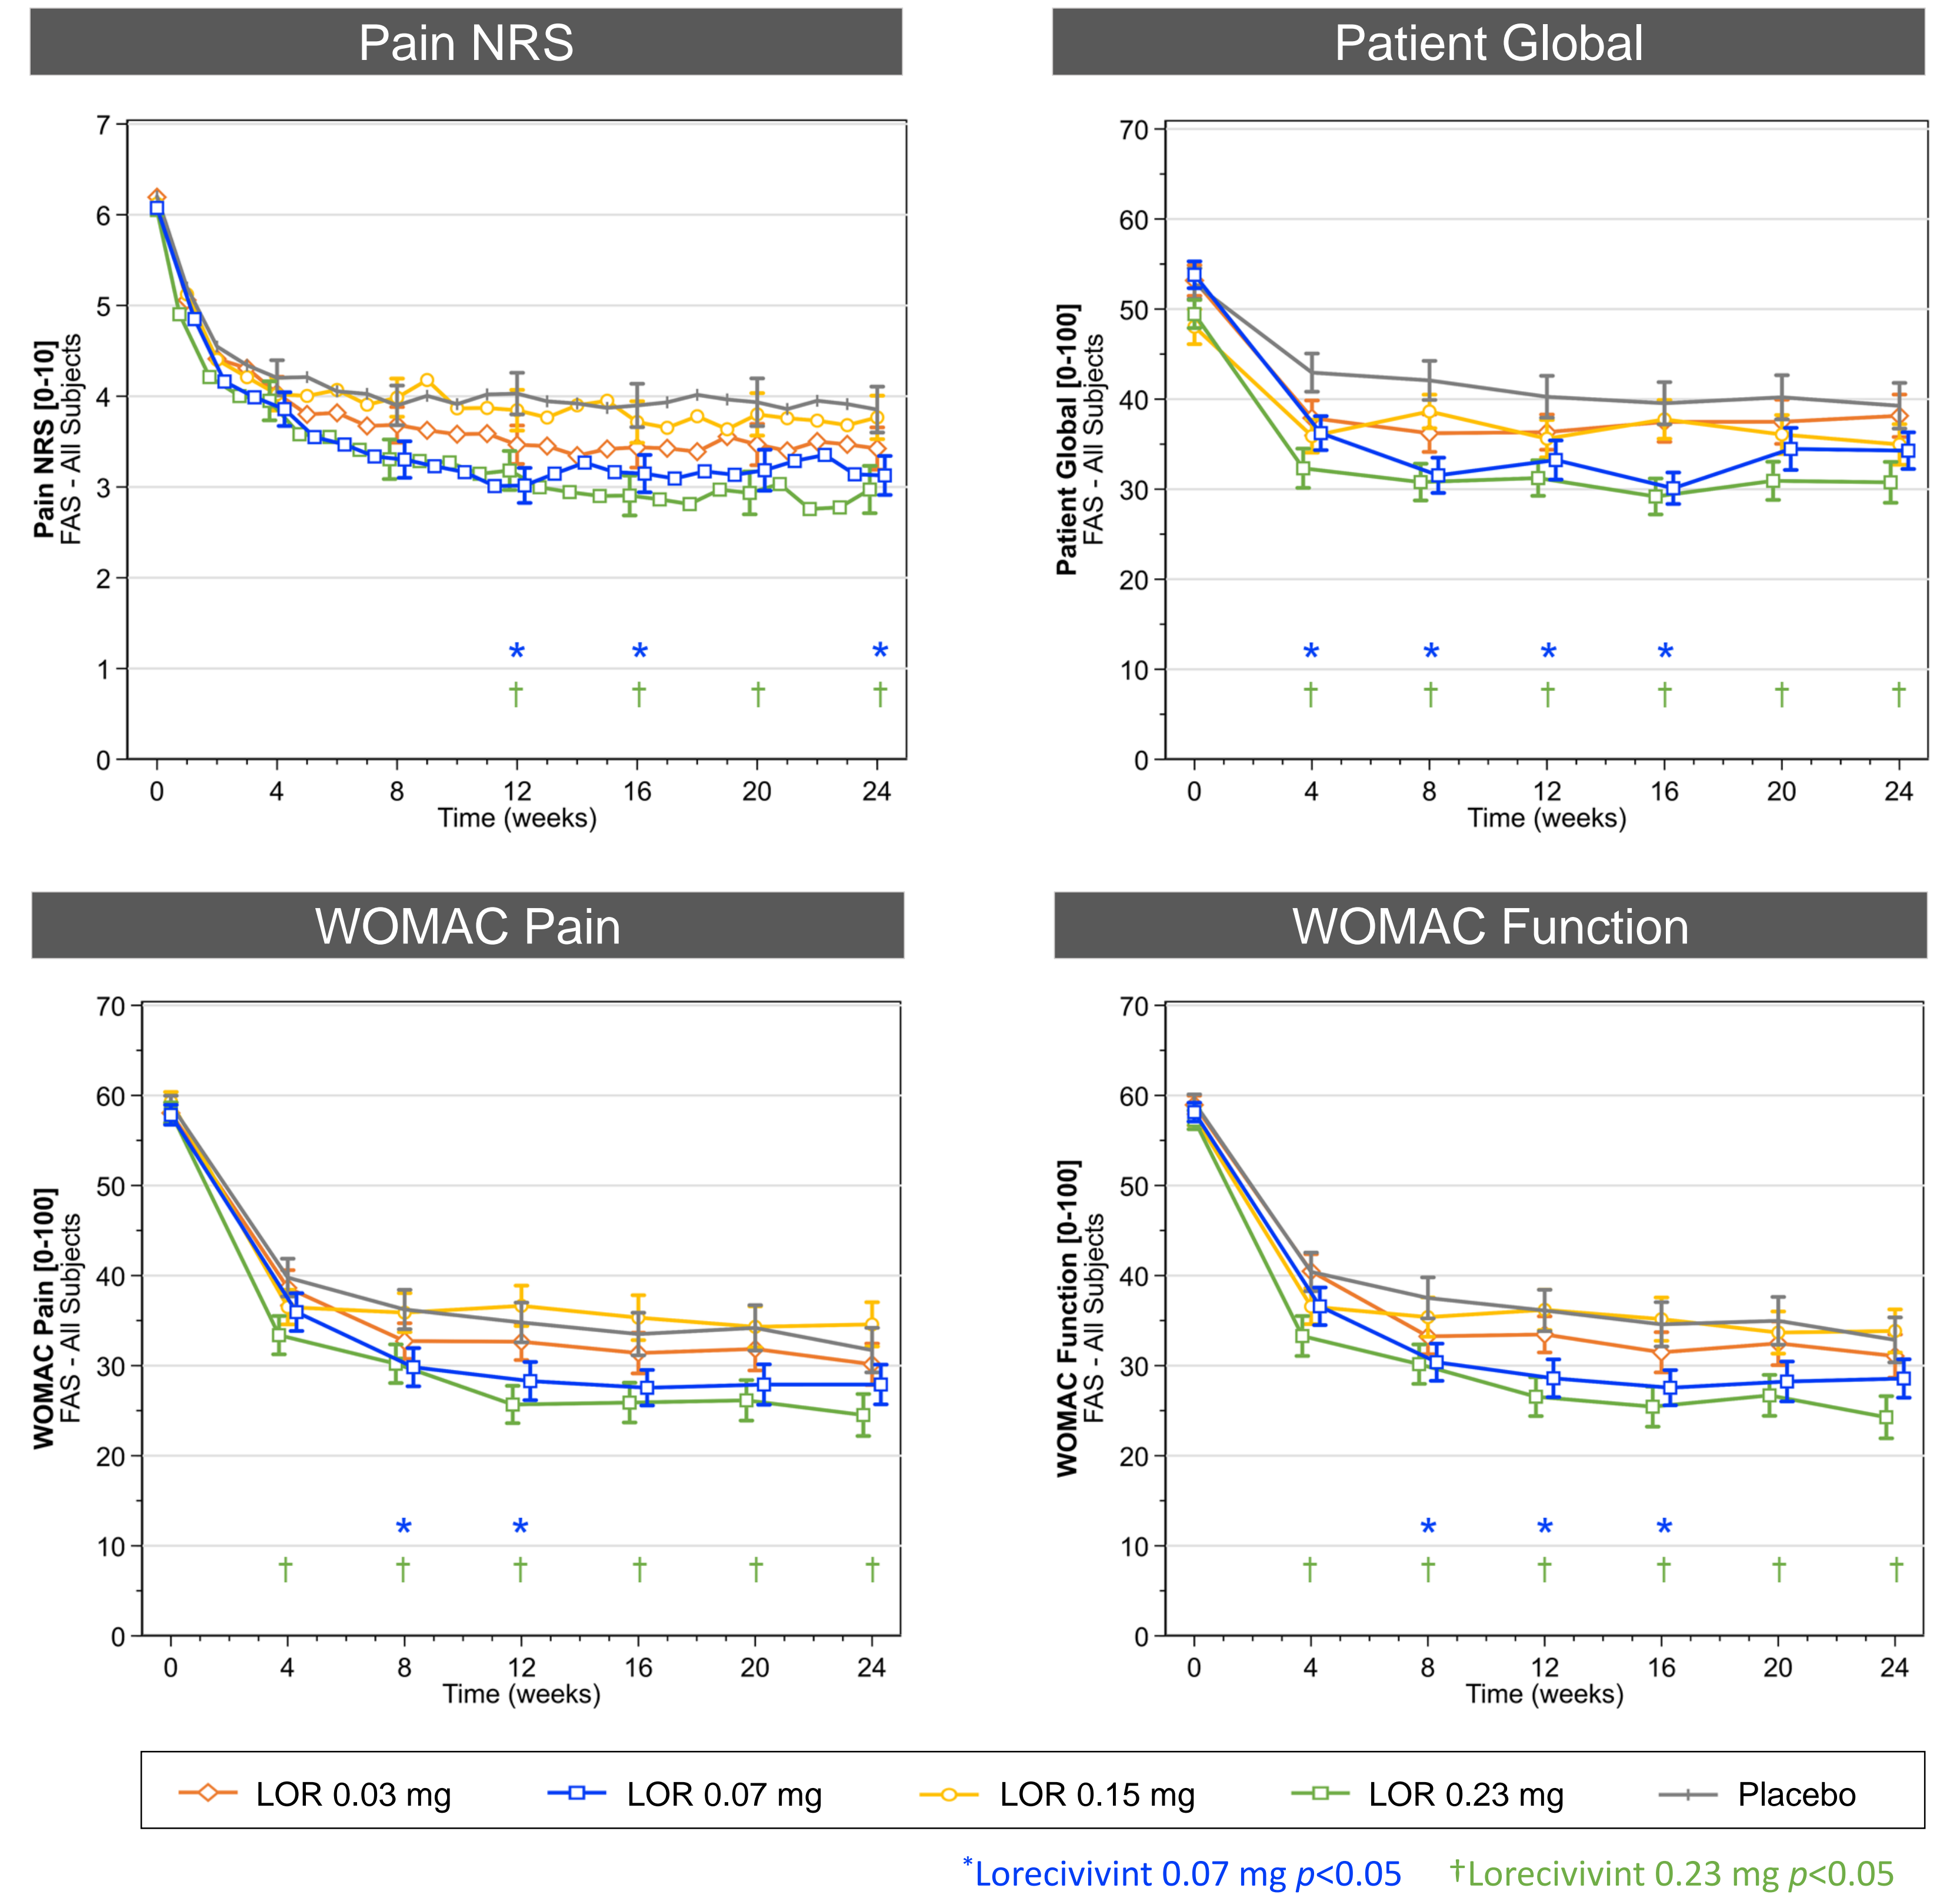 Pain NRS
Pain NRS [0-10]
FAS - All Subjects
7
6
5
4
3
2
1
0
* * *
† † † †
0 4 8 12 16 20 24
Time (weeks)
Patient Global
Patient Global [0-100]
FAS - All Subjects
70
60
50
40
30
20
10
0
* * * *
† † † † † †
0 4 8 12 16 20 24
Time (weeks)
WOMAC Pain
WOMAC Pain [0-100]
FAS - All Subjects
70
60
50
40
30
20
10
0
* *
† † † † † †
0 4 8 12 16 20 24
Time (weeks)
WOMAC Function
WOMAC Function [0-100]
FAS - All Subjects
70
60
50
40
30
20
10
0
* * *
† † † † † †
0 4 8 12 16 20 24
Time (weeks)
LOR 0.03 mg LOR 0.07 mg LOR 0.15 mg LOR 0.23 mg Placebo
*Lorecivivint 0.07 mg p<0.05 †Lorecivivint 0.23 mg p<0.05